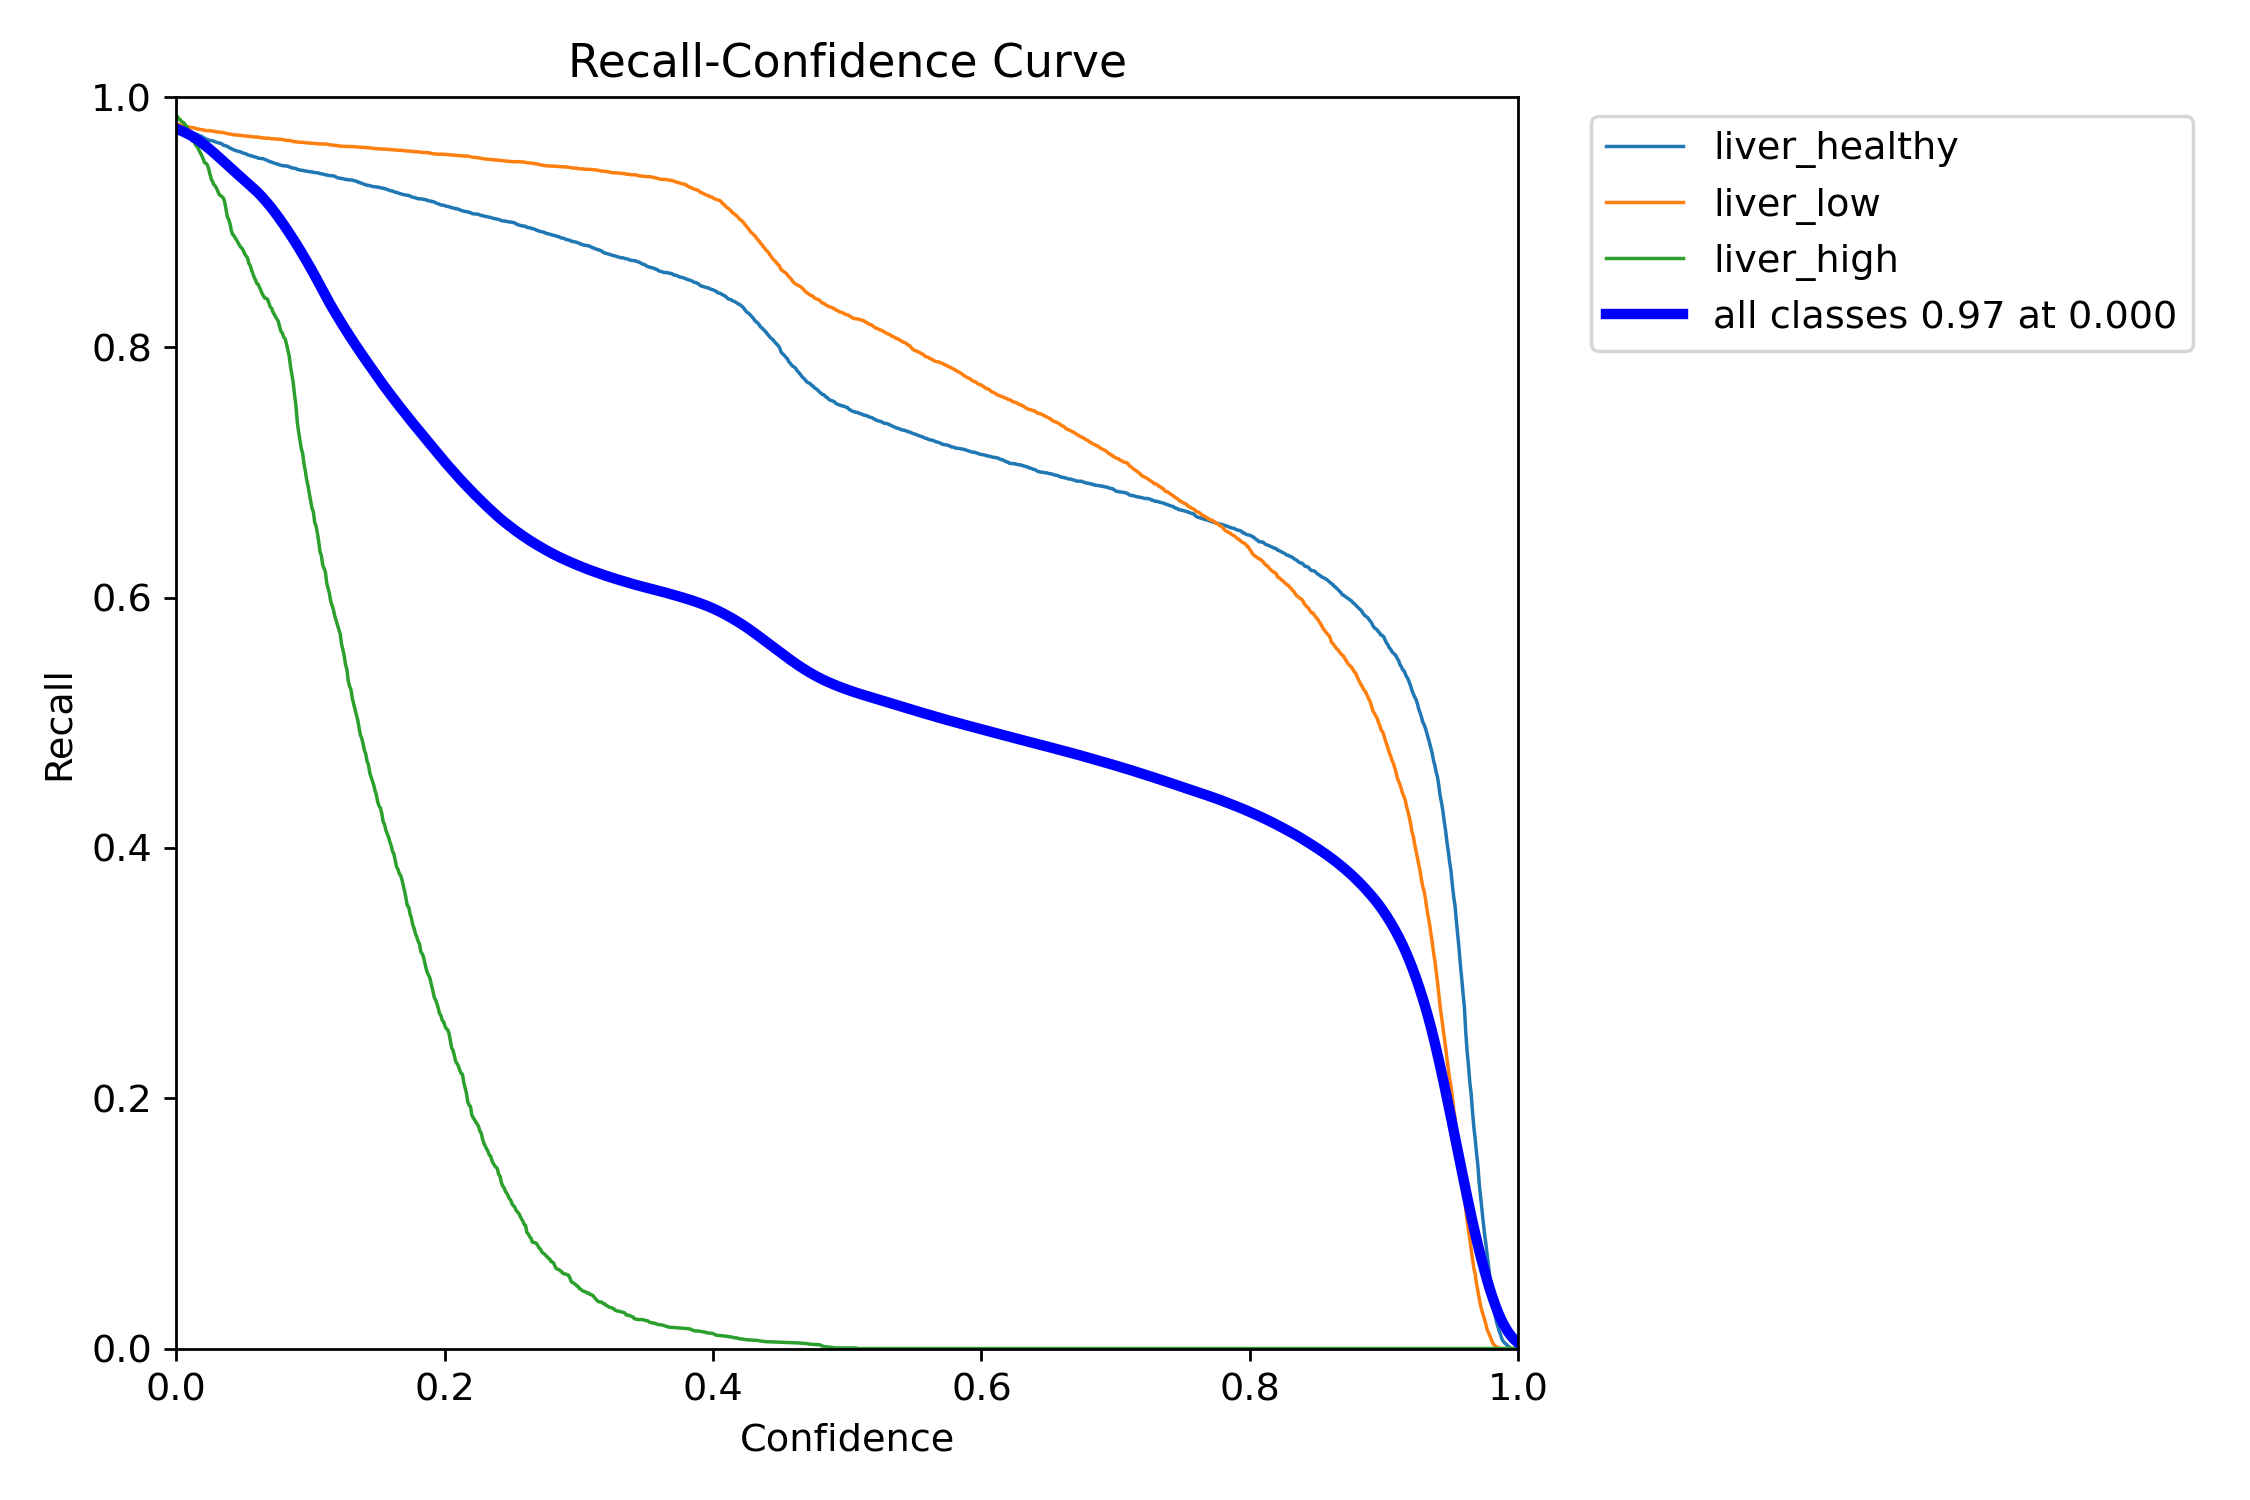 Recall-Confidence Curve
1.0
0.8
0.6
0.4
0.2
0.0
Recall
0.0 0.2 0.4 0.6 0.8 1.0
Confidence
liver_healthy
liver_low
liver_high
all classes 0.97 at 0.000